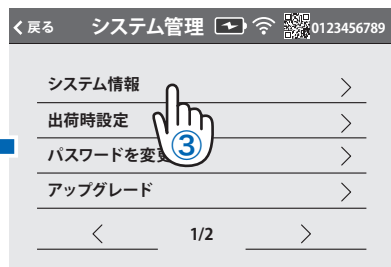 戻る システム管理 0123456789
システム情報
出荷時設定
パスワードを変
アップグレード
1/2
③